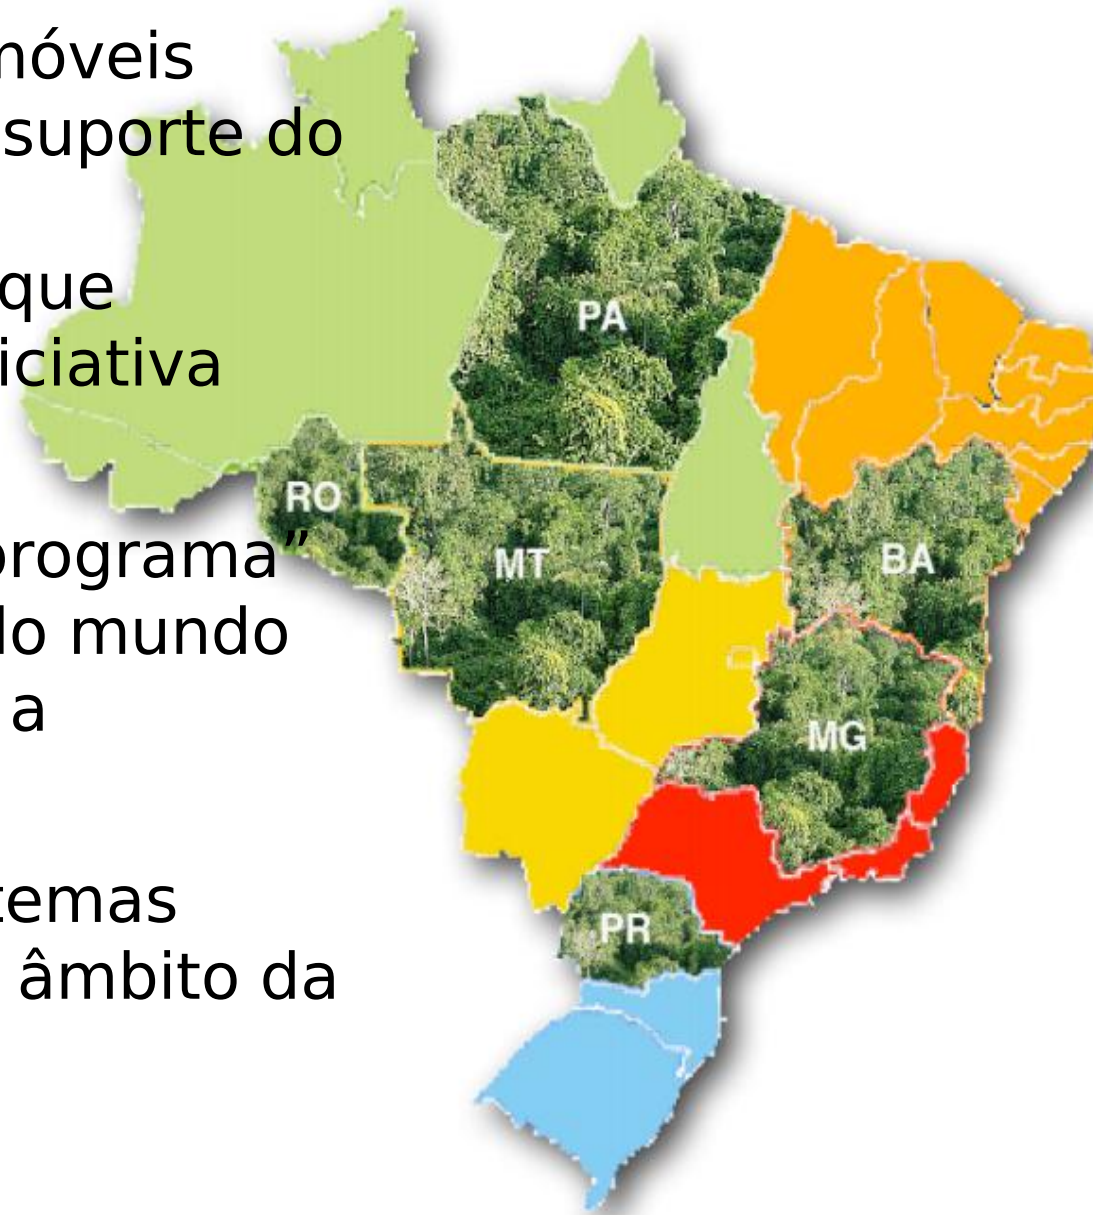 móveis
suporte do
que
iciativa
programa”
do mundo
a
temas
âmbito da
PA
RO
MT
BA
MG
PR